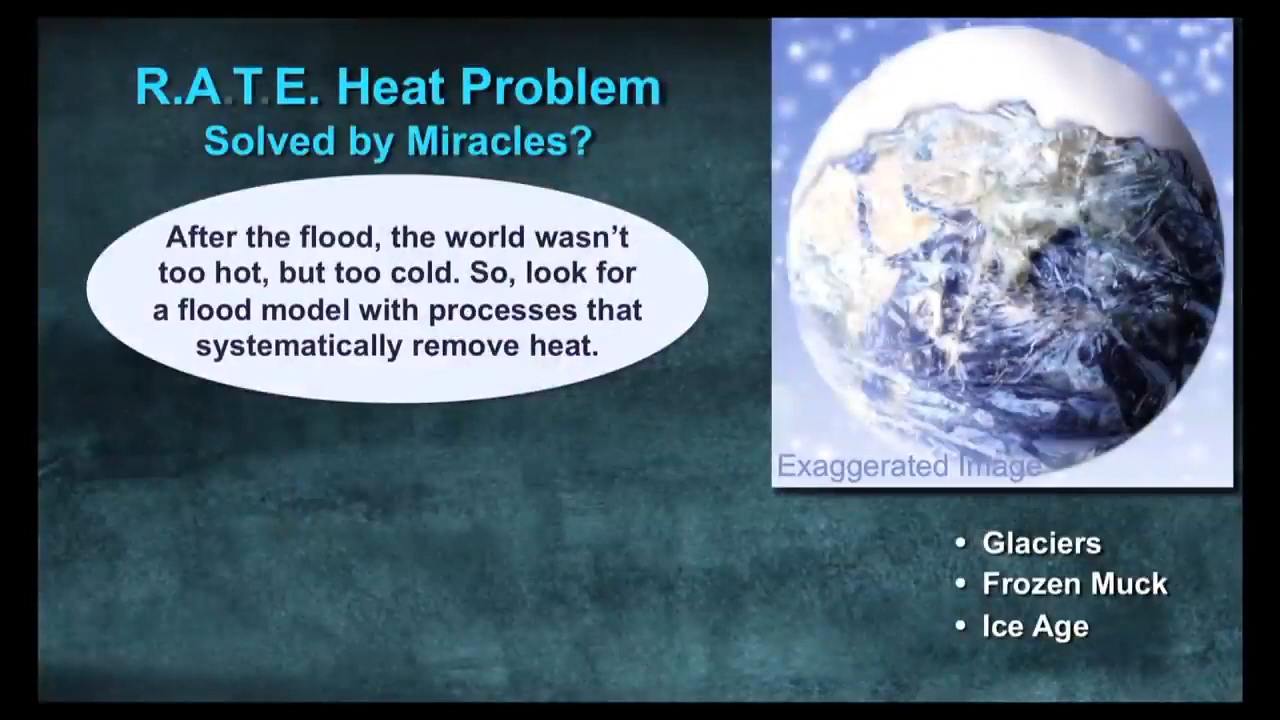 R.A.T.E. Heat Problem
Solved by Miracles?
After the flood, the world wasn't
too hot, but too cold. So, look for
a flood model with processes that
systematically remove heat.
Exaggerated Image
• Glaciers
• Frozen Muck
• Ice Age